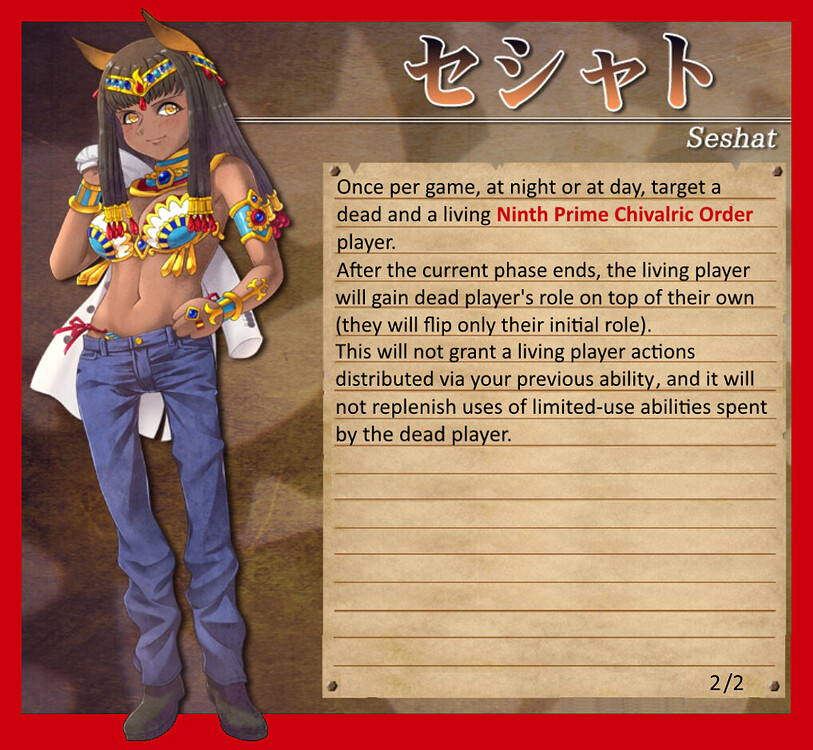 セシャト
Seshat
Once per game, at night or at day, target a
dead and a living Ninth Prime Chivalric Order
player.
After the current phase ends, the living player
will gain dead player's role on top of their own
(they will flip only their initial role).
This will not grant a living player actions
distributed via your previous ability, and it will
not replenish uses of limited-use abilities spent
by the dead player.
2/2